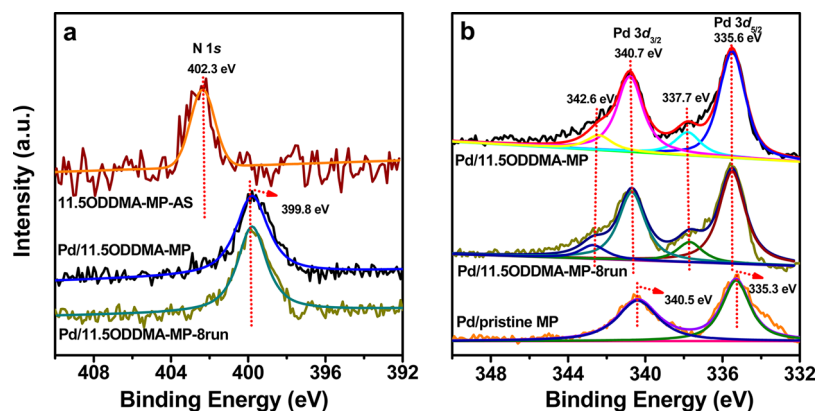 a
N 1s
402.3 eV
11.5ODDMA-MP-AS
399.8 eV
Pd/11.5ODDMA-MP
Pd/11.5ODDMA-MP-8run
408 404 400 396 392
Binding Energy (eV)
Intensity (a.u.)
b
Pd 3d3/2
340.7 eV
Pd 3d5/2
335.6 eV
342.6 eV
337.7 eV
Pd/11.5ODDMA-MP
Pd/11.5ODDMA-MP-8run
340.5 eV
335.3 eV
Pd/pristine MP
348 344 340 336 332
Binding Energy (eV)